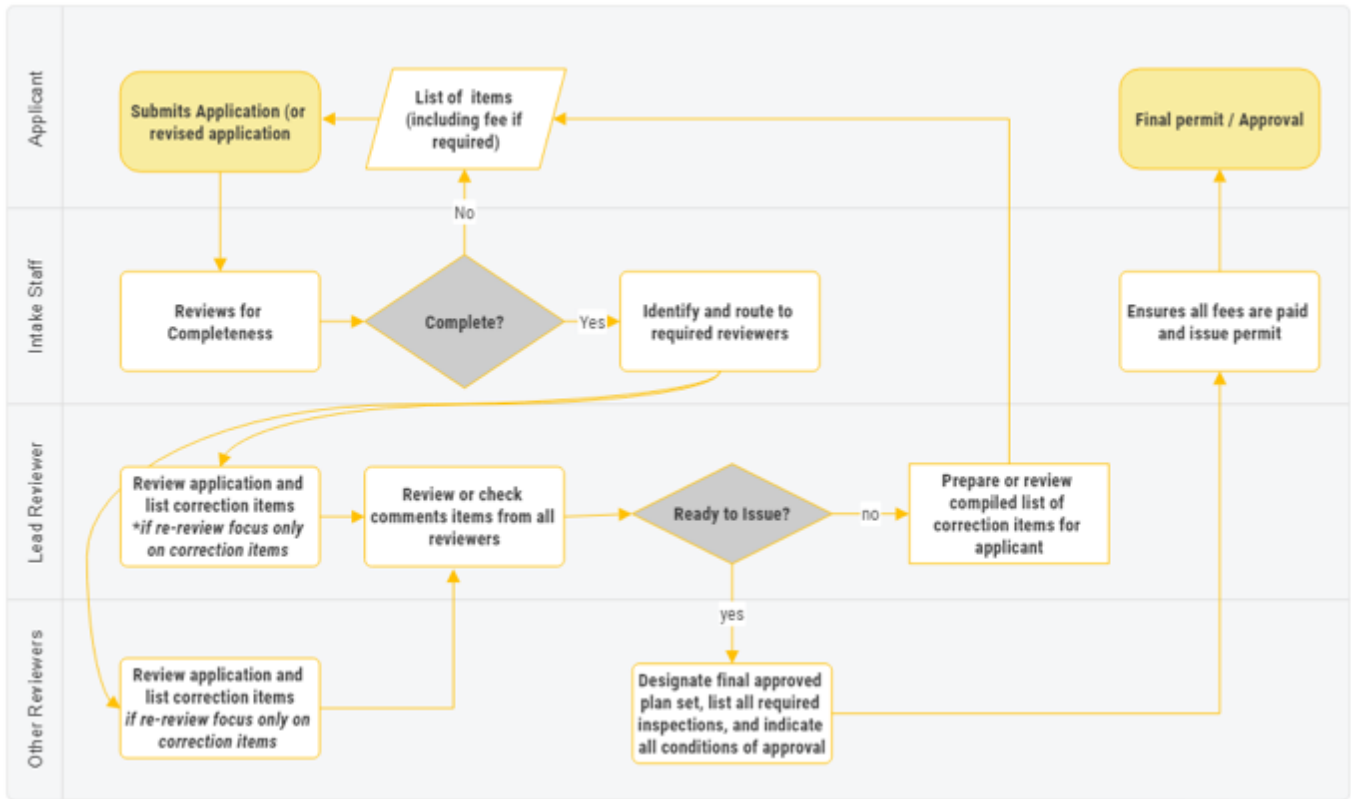 Applicant
Submits Application (or
revised application
List of items
(including fee if
required)
Final permit / Approval
No
Intake Staff
Reviews for
Completeness
Complete?
Yes
Identify and route to
required reviewers
Ensures all fees are paid
and issue permit
Lead Reviewer
Review application and
list correction items
*if re-review focus only
on correction items
Review or check
comments items from all
reviewers
Ready to Issue?
no
Prepare or review
compiled list of
correction items for
applicant
yes
Other Reviewers
Review application and
list correction items
if re-review focus only on
correction items
Designate final approved
plan set, list all required
inspections, and indicate
all conditions of approval